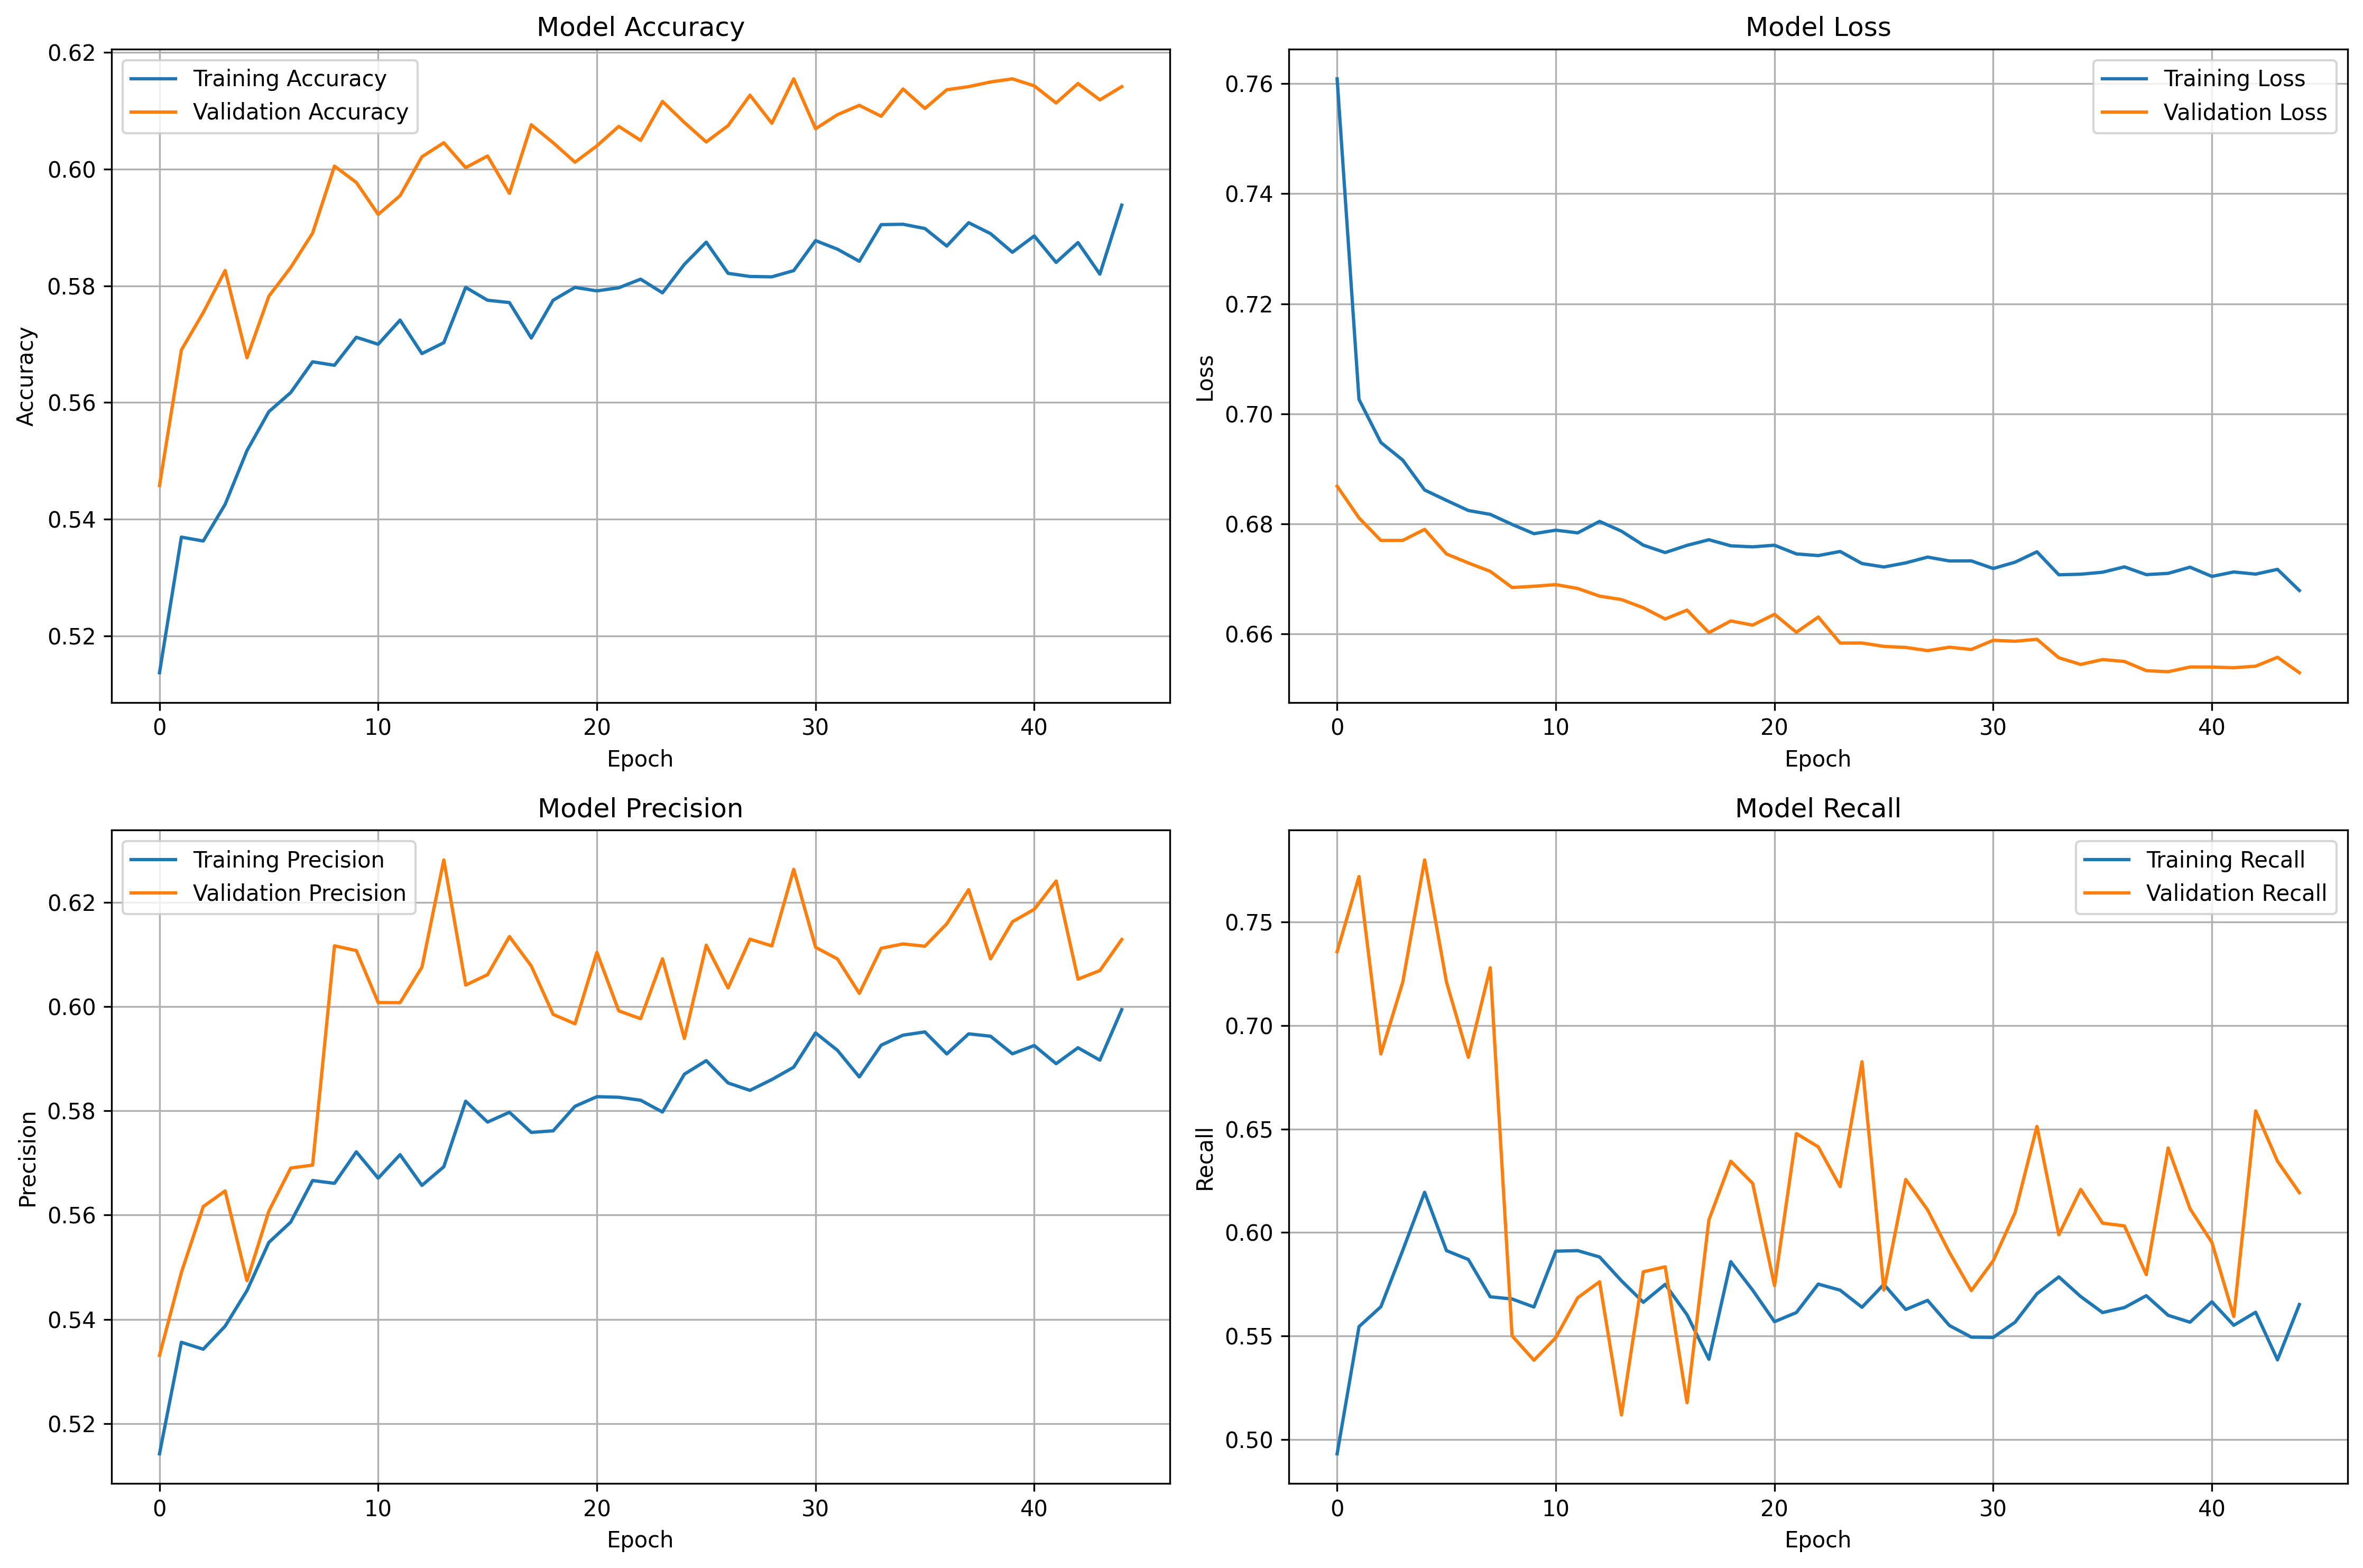 Model Accuracy
0.62
0.60
0.58
0.56
0.54
0.52
Accuracy
Training Accuracy
Validation Accuracy
0 10 20 30 40
Epoch
Model Loss
0.76
0.74
0.72
0.70
0.68
0.66
Loss
Training Loss
Validation Loss
0 10 20 30 40
Epoch
Model Precision
0.62
0.60
0.58
0.56
0.54
0.52
Precision
Training Precision
Validation Precision
0 10 20 30 40
Epoch
Model Recall
0.75
0.70
0.65
0.60
0.55
0.50
Recall
Training Recall
Validation Recall
0 10 20 30 40
Epoch